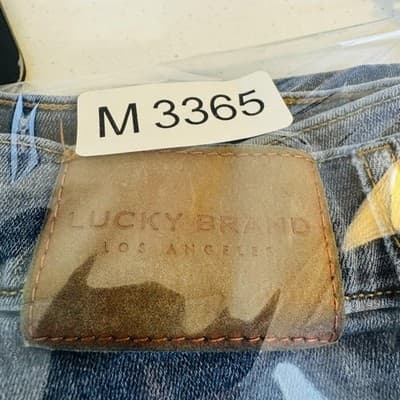 M 3365
LUCKY BRAND
LOS ANGELES